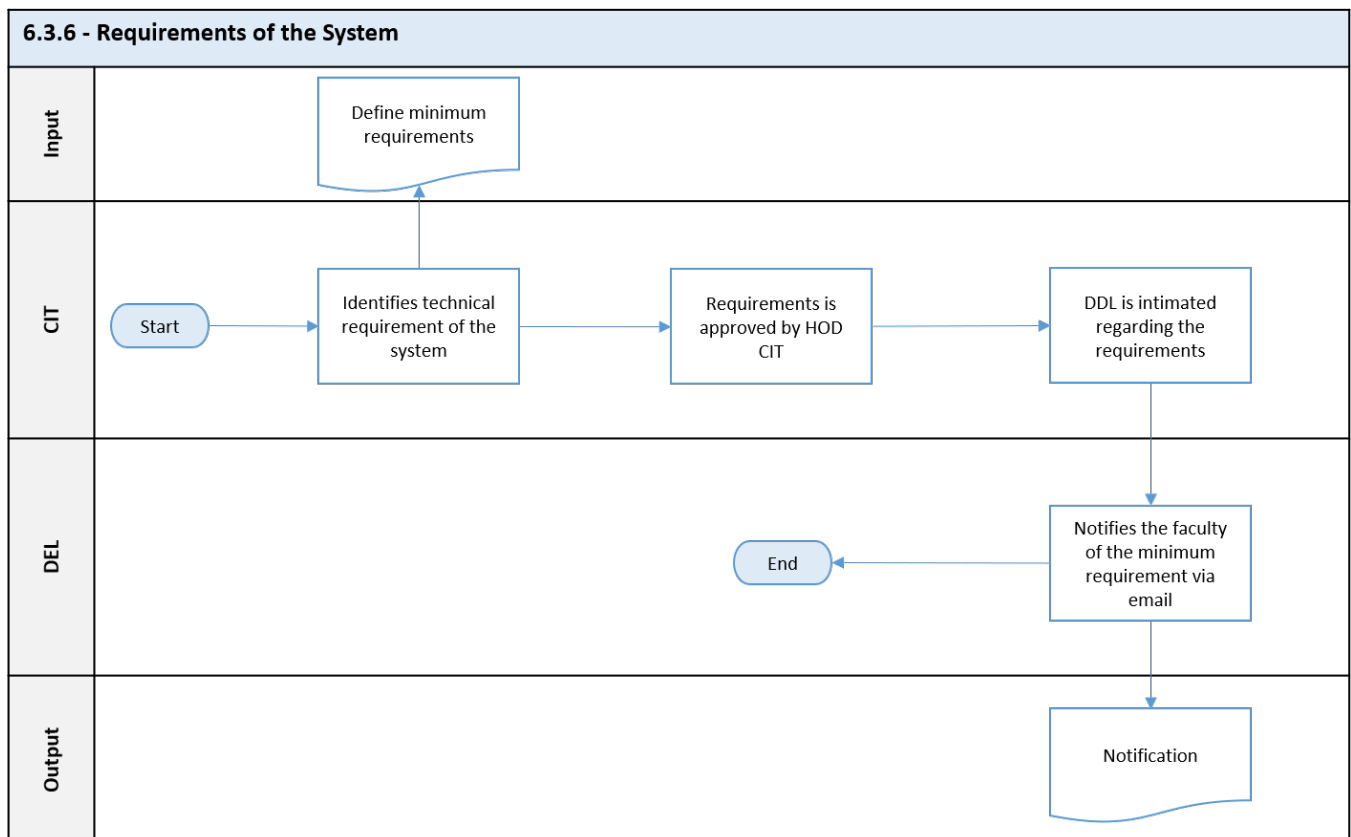 6.3.6 - Requirements of the System
Input
Define minimum
requirements
CIT
Start
Identifies technical
requirement of the
system
Requirements is
approved by HOD
CIT
DDL is intimated
regarding the
requirements
DEL
End
Notifies the faculty
of the minimum
requirement via
email
Output
Notification